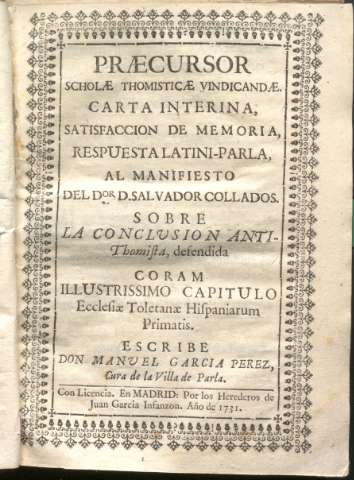 PRÆCURSOR
SCHOLÆ THOMISTICÆ VINDICANDÆ.
CARTA INTERINA,
SATISFACCION DE MEMORIA,
RESPUESTA LATINI-PARLA,
AL MANIFIESTO
DEL DOR. D. SALVADOR COLLADOS.
SOBRE
LA CONCLVSION ANTI-
Thomista, defendida
CORAM
ILLUSTRISSIMO CAPITULO
Ecclesiæ Toletanæ Hispaniarum
Primatis.
ESCRIBE
DON MANVEL GARCIA PEREZ,
Cura de la Villa de Parla.
Con Licencia. En MADRID: Por los Herederos de
Juan Garcia Infanzon. Año de 1731.